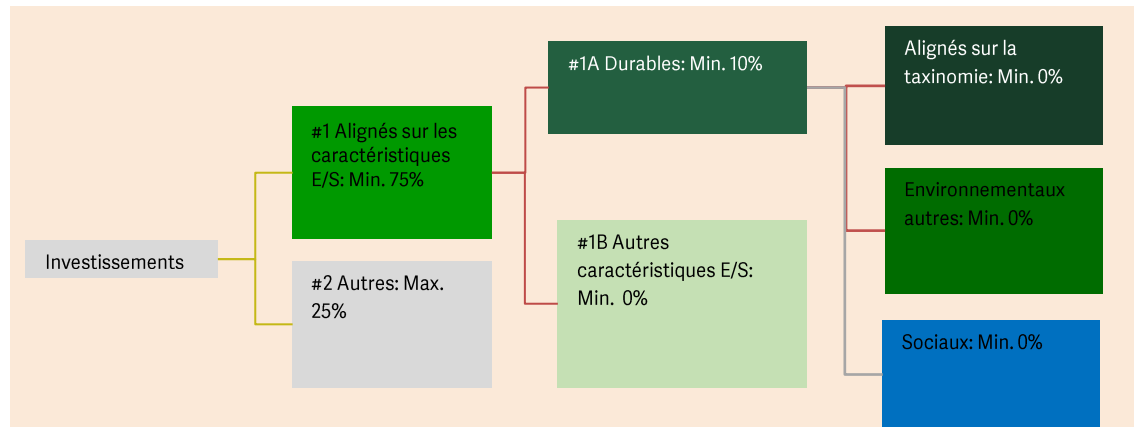 Investissements
#1 Alignés sur les
caractéristiques
E/S: Min. 75%
#2 Autres: Max.
25%
#1A Durables: Min. 10%
#1B Autres
caractéristiques E/S:
Min. 0%
Alignés sur la
taxinomie: Min. 0%
Environnementaux
autres: Min. 0%
Sociaux: Min. 0%